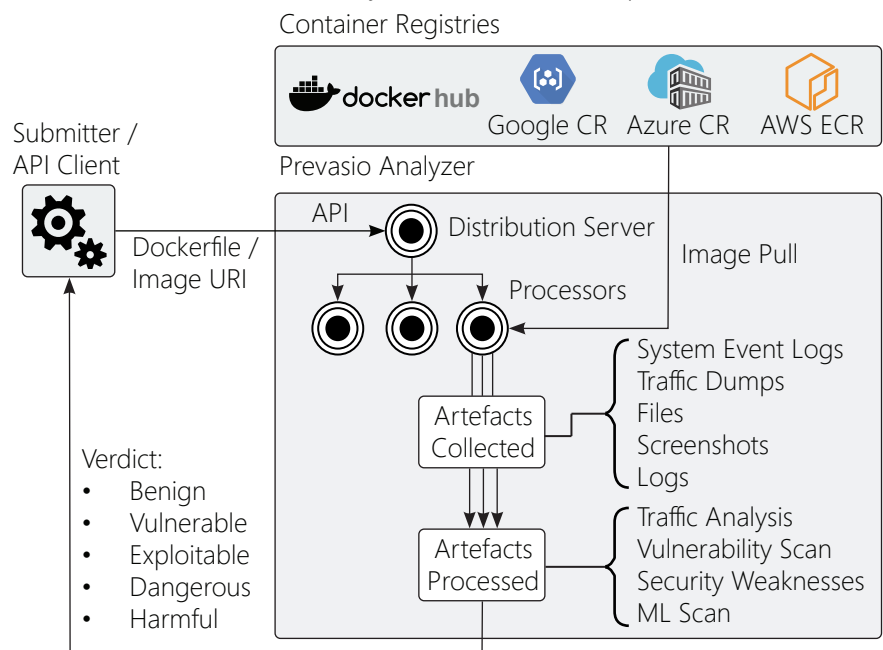 Container Registries
docker hub
Google CR
Azure CR
AWS ECR
Submitter /
API Client
Prevasio Analyzer
API
Distribution Server
Dockerfile /
Image URI
Image Pull
Processors
System Event Logs
Traffic Dumps
Files
Screenshots
Logs
Artefacts
Collected
Verdict:
• Benign
• Vulnerable
• Exploitable
• Dangerous
• Harmful
Artefacts
Processed
Traffic Analysis
Vulnerability Scan
Security Weaknesses
ML Scan